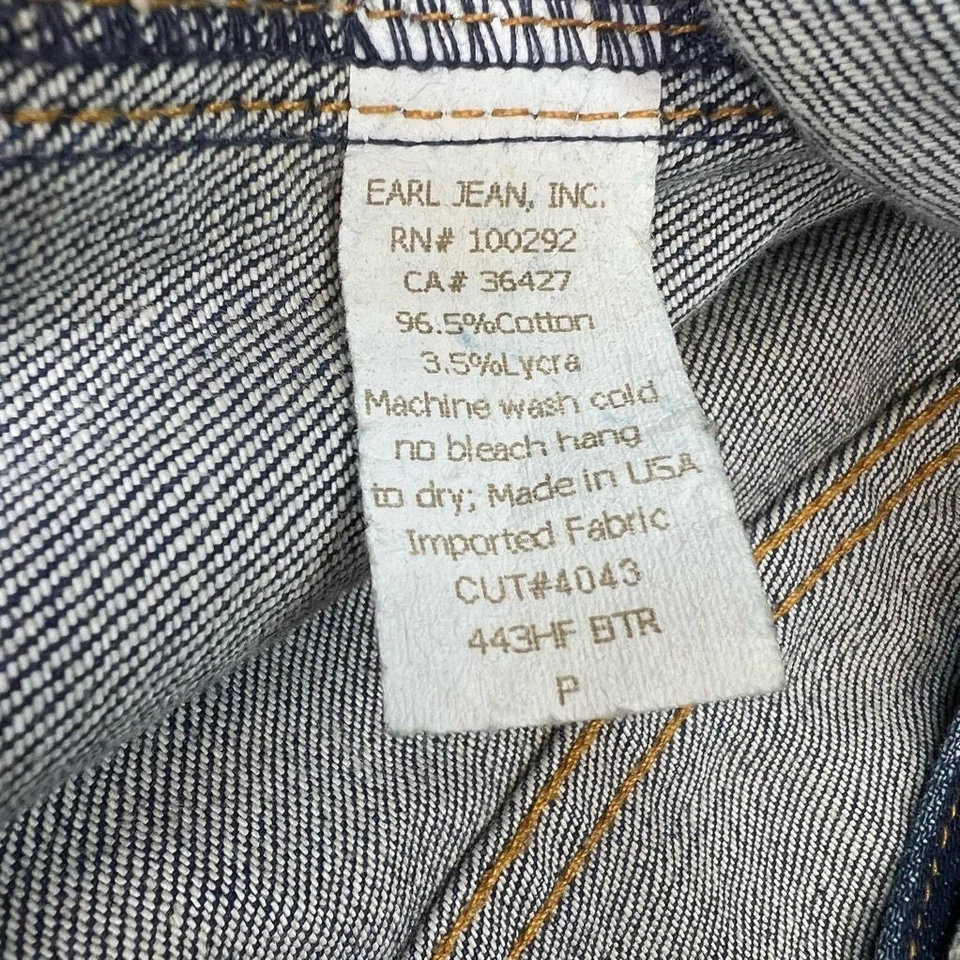 EARL JEAN, INC.
RN# 100292
CA# 36427
96.5%Cotton
3.5%Lycra
Machine wash cold
no bleach hang
to dry; Made in USA
Imported Fabric
CUT#4043
443HF BTR
P